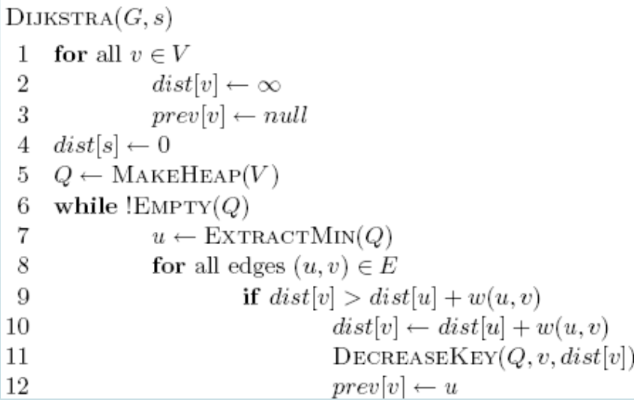 DIJKSTRA(G, s)
1 for all v ∈ V
2 dist[v] ← ∞
3 prev[v] ← null
4 dist[s] ← 0
5 Q ← MAKEHEAP(V)
6 while !EMPTY(Q)
7 u ← EXTRACTMIN(Q)
8 for all edges (u, v) ∈ E
9 if dist[v] > dist[u] + w(u, v)
10 dist[v] ← dist[u] + w(u, v)
11 DECREASEKEY(Q, v, dist[v])
12 prev[v] ← u